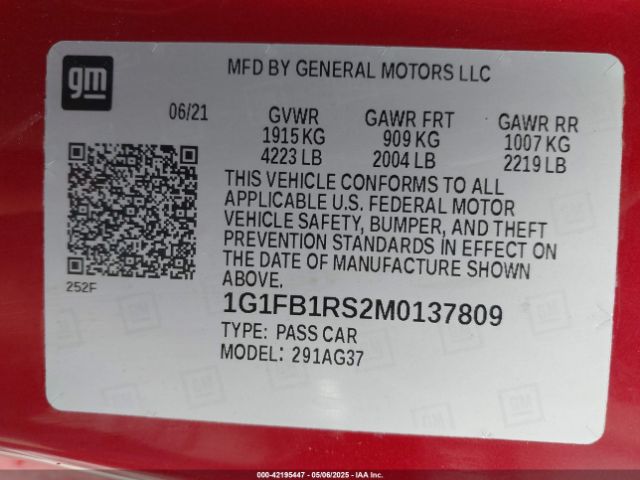 gm
MFD BY GENERAL MOTORS LLC
06/21 GVWR GAWR FRT GAWR RR
1915 KG 909 KG 1007 KG
4223 LB 2004 LB 2219 LB
THIS VEHICLE CONFORMS TO ALL
APPLICABLE U.S. FEDERAL MOTOR
VEHICLE SAFETY, BUMPER, AND THEFT
PREVENTION STANDARDS IN EFFECT ON
THE DATE OF MANUFACTURE SHOWN
ABOVE.
252F
1G1FB1RS2M0137809
TYPE: PASS CAR
MODEL: 291AG37
000-42195447 - 05/06/2025 - IAA Inc.